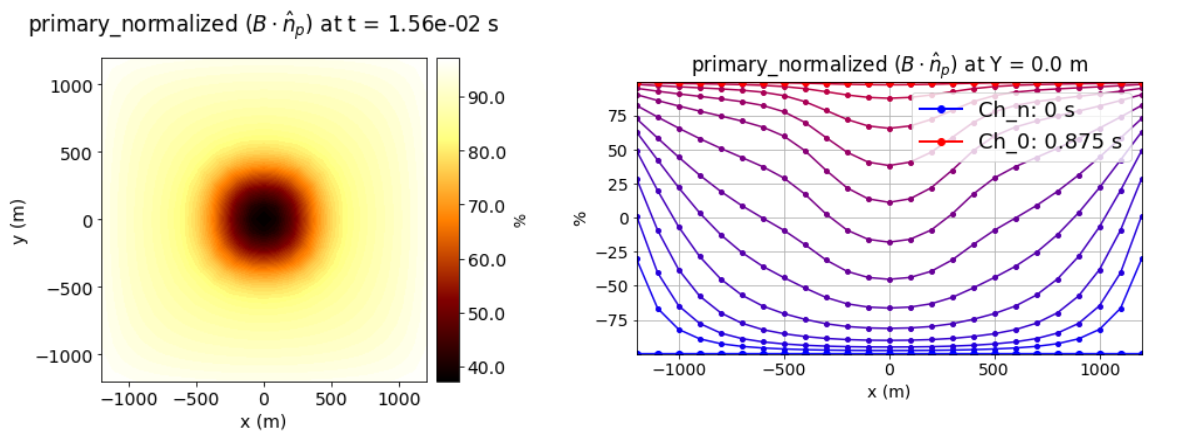 primary_normalized (B · n̂ₚ) at t = 1.56e-02 s
1000
500
0
−500
−1000
y (m)
−1000 −500 0 500 1000
x (m)
90.0
80.0
70.0
60.0
50.0
40.0
%
primary_normalized (B · n̂ₚ) at Y = 0.0 m
75
50
25
0
−25
−50
−75
%
−1000 −500 0 500 1000
x (m)
Ch_n: 0 s
Ch_0: 0.875 s